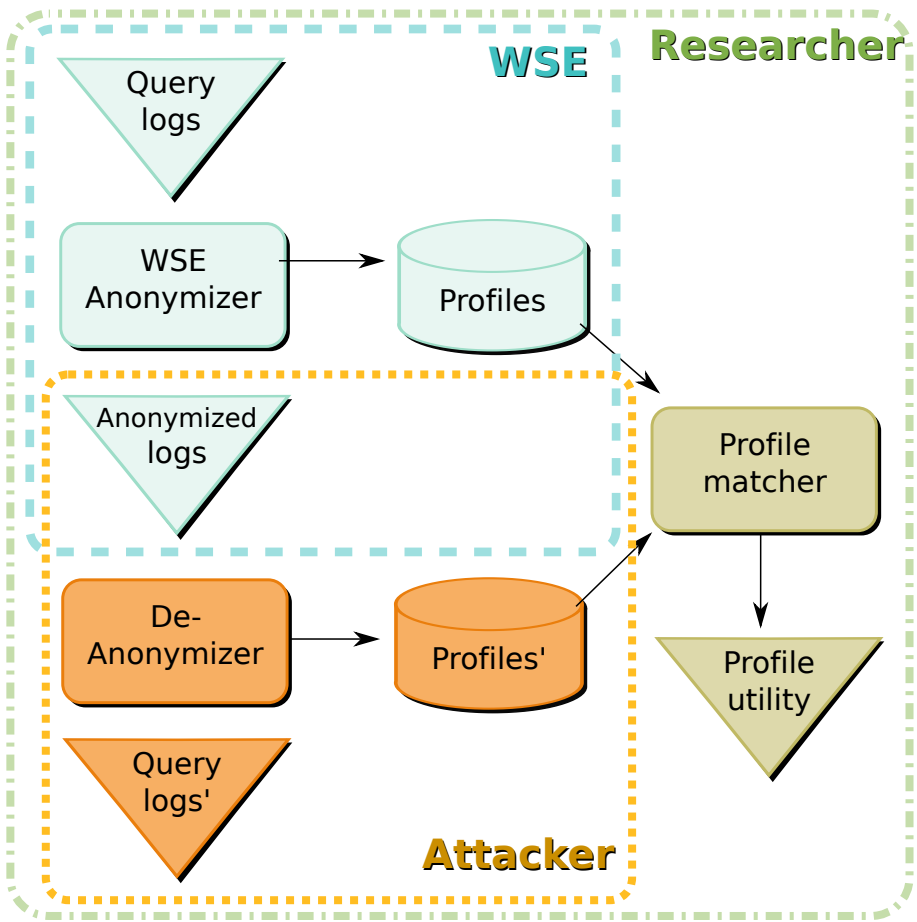 Researcher
WSE
Query
logs
WSE
Anonymizer
Profiles
Anonymized
logs
Profile
matcher
De-
Anonymizer
Profiles'
Profile
utility
Query
logs'
Attacker